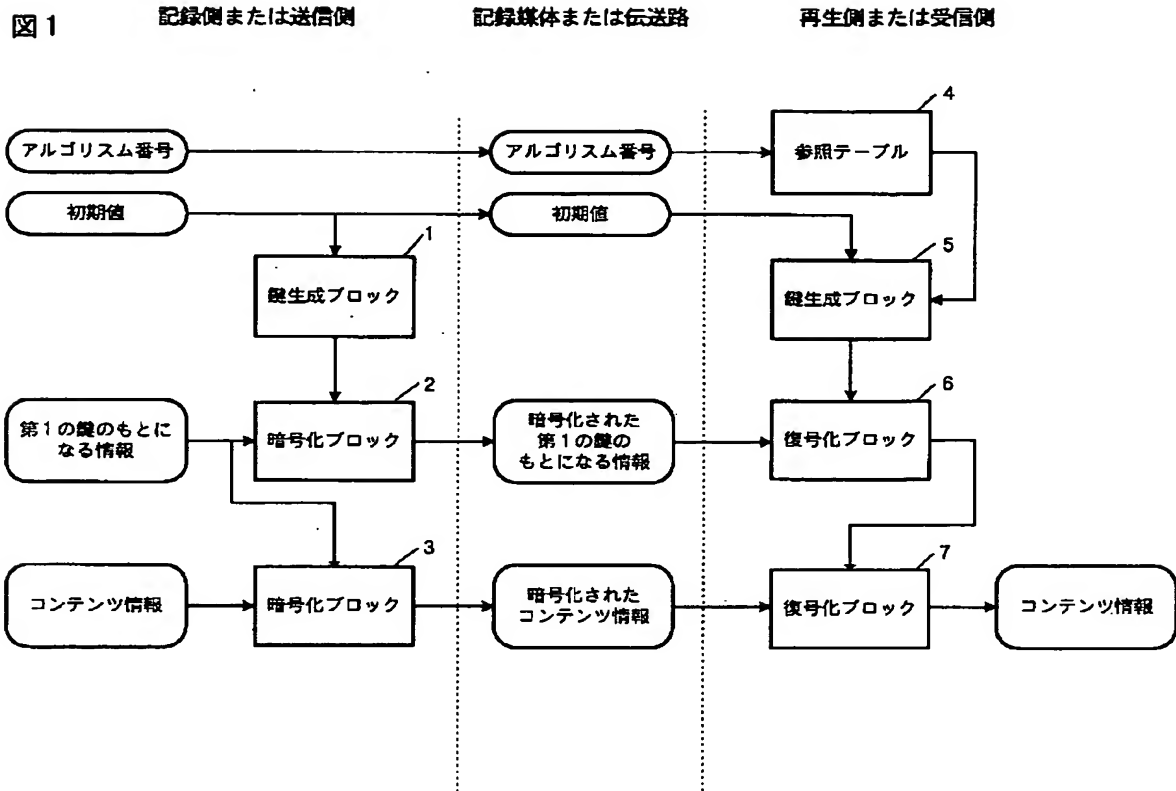 図1
記録側または送信側
記録媒体または伝送路
再生側または受信側
アルゴリスム番号
アルゴリスム番号
4
参照テーブル
初期値
初期値
1
鍵生成ブロック
5
鍵生成ブロック
第1の鍵のもとに
なる情報
2
暗号化ブロック
暗号化された
第1の鍵の
もとになる情報
6
復号化ブロック
コンテンツ情報
3
暗号化ブロック
暗号化された
コンテンツ情報
7
復号化ブロック
コンテンツ情報